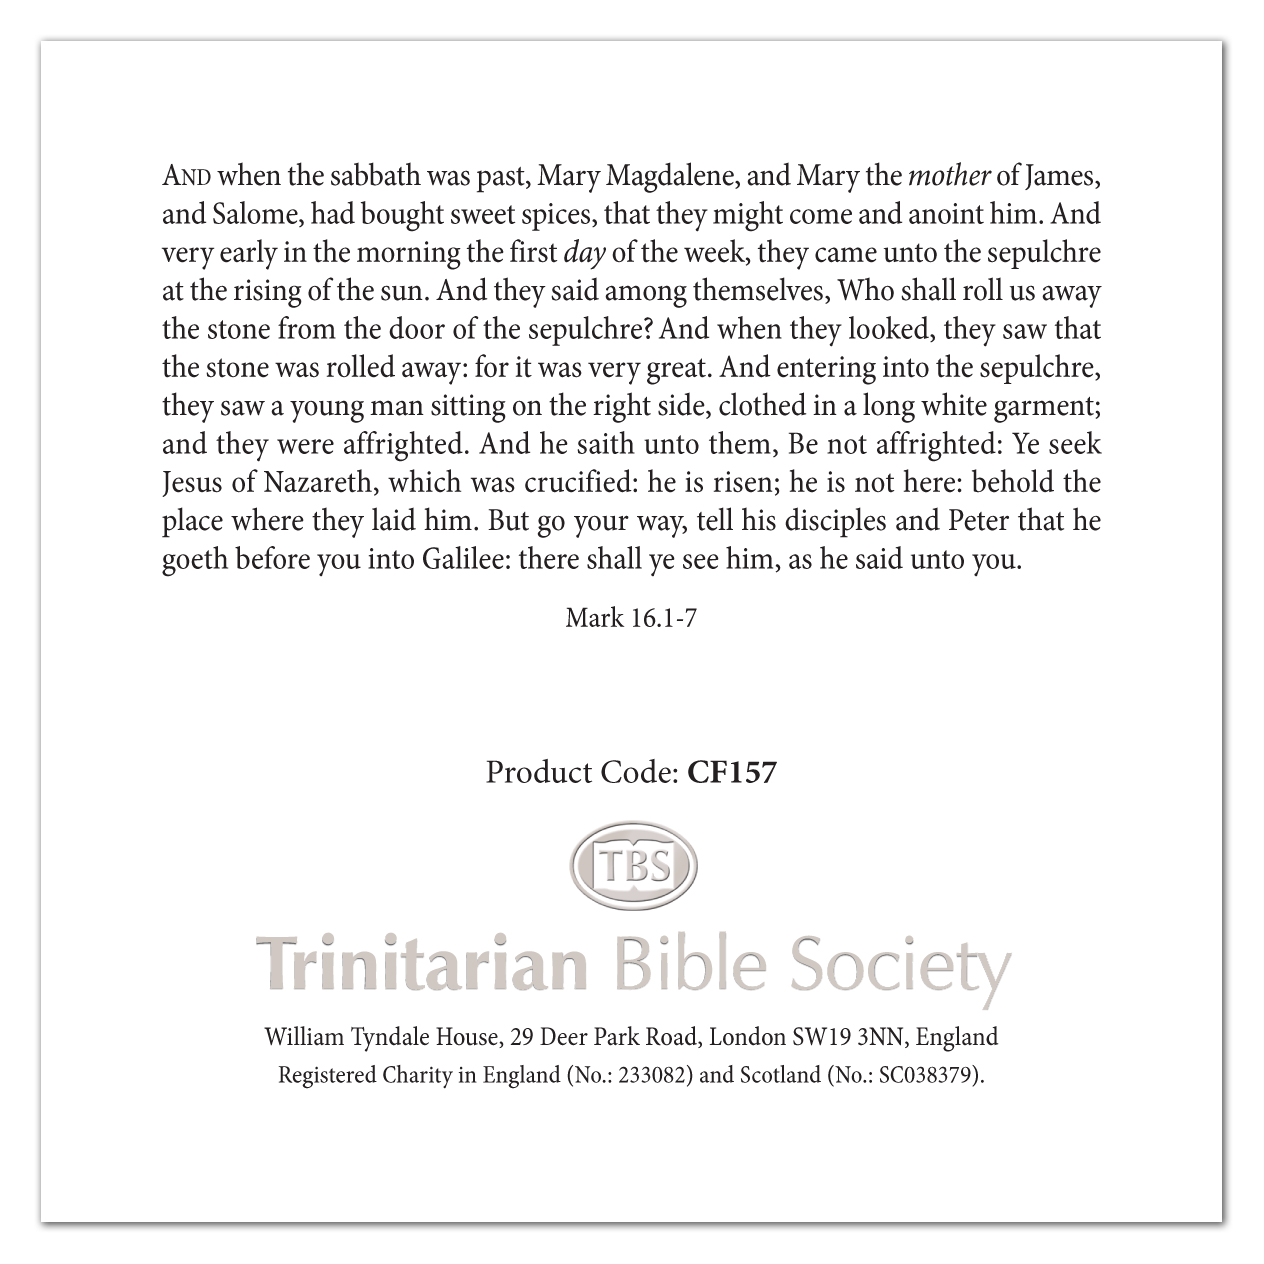 AND when the sabbath was past, Mary Magdalene, and Mary the mother of James,
and Salome, had bought sweet spices, that they might come and anoint him. And
very early in the morning the first day of the week, they came unto the sepulchre
at the rising of the sun. And they said among themselves, Who shall roll us away
the stone from the door of the sepulchre? And when they looked, they saw that
the stone was rolled away: for it was very great. And entering into the sepulchre,
they saw a young man sitting on the right side, clothed in a long white garment;
and they were affrighted. And he saith unto them, Be not affrighted: Ye seek
Jesus of Nazareth, which was crucified: he is risen; he is not here: behold the
place where they laid him. But go your way, tell his disciples and Peter that he
goeth before you into Galilee: there shall ye see him, as he said unto you.
Mark 16.1-7
Product Code: CF157
TBS
Trinitarian Bible Society
William Tyndale House, 29 Deer Park Road, London SW19 3NN, England
Registered Charity in England (No.: 233082) and Scotland (No.: SC038379).